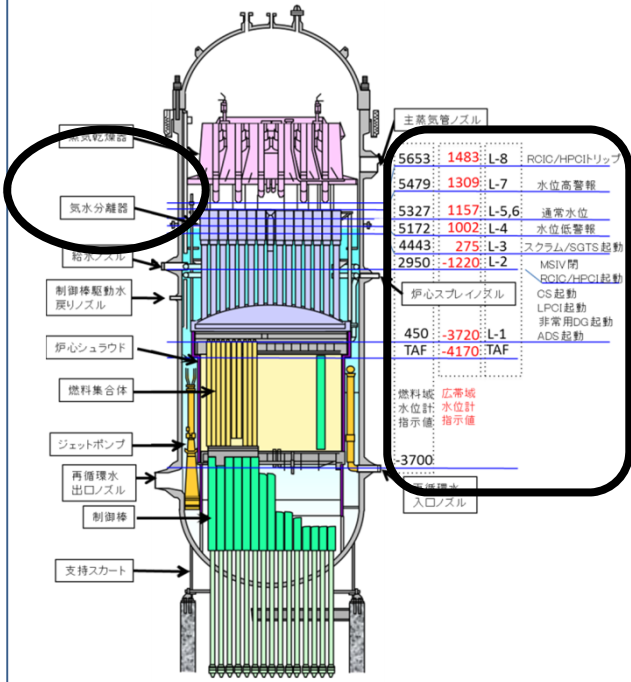 主蒸気管ノズル
蒸気乾燥器
気水分離器
給水ノズル
制御棒駆動水
戻りノズル
炉心シュラウド
燃料集合体
ジェットポンプ
再循環水
出口ノズル
制御棒
支持スカート
5653 1483 L-8 RCIC/HPCIトリップ
5479 1309 L-7 水位高警報
5327 1157 L-5,6 通常水位
5172 1002 L-4 水位低警報
4443 275 L-3 スクラム/SGTS起動
2950 -1220 L-2 MSIV閉
RCIC/HPCI起動
炉心スプレイノズル
CS起動
LPCI起動
非常用DG起動
450 -3720 L-1 ADS起動
TAF -4170 TAF
燃料域 広帯域
水位計 水位計
指示値 指示値
-3700
再循環水
入口ノズル